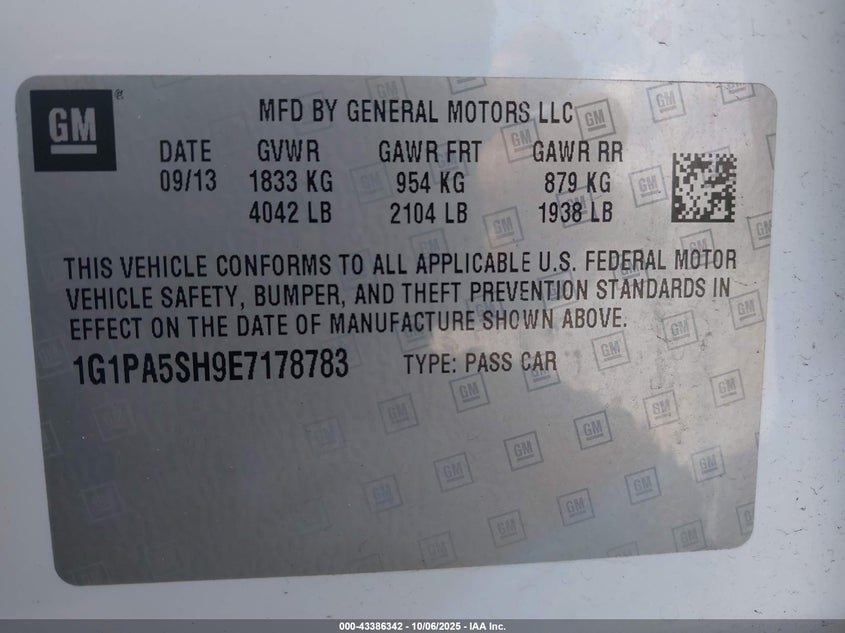 GM ®
MFD BY GENERAL MOTORS LLC
DATE GVWR GAWR FRT GAWR RR
09/13 1833 KG 954 KG 879 KG
4042 LB 2104 LB 1938 LB
THIS VEHICLE CONFORMS TO ALL APPLICABLE U.S. FEDERAL MOTOR
VEHICLE SAFETY, BUMPER, AND THEFT PREVENTION STANDARDS IN
EFFECT ON THE DATE OF MANUFACTURE SHOWN ABOVE.
1G1PA5SH9E7178783 TYPE: PASS CAR
000-43386342 - 10/06/2025 - IAA Inc.